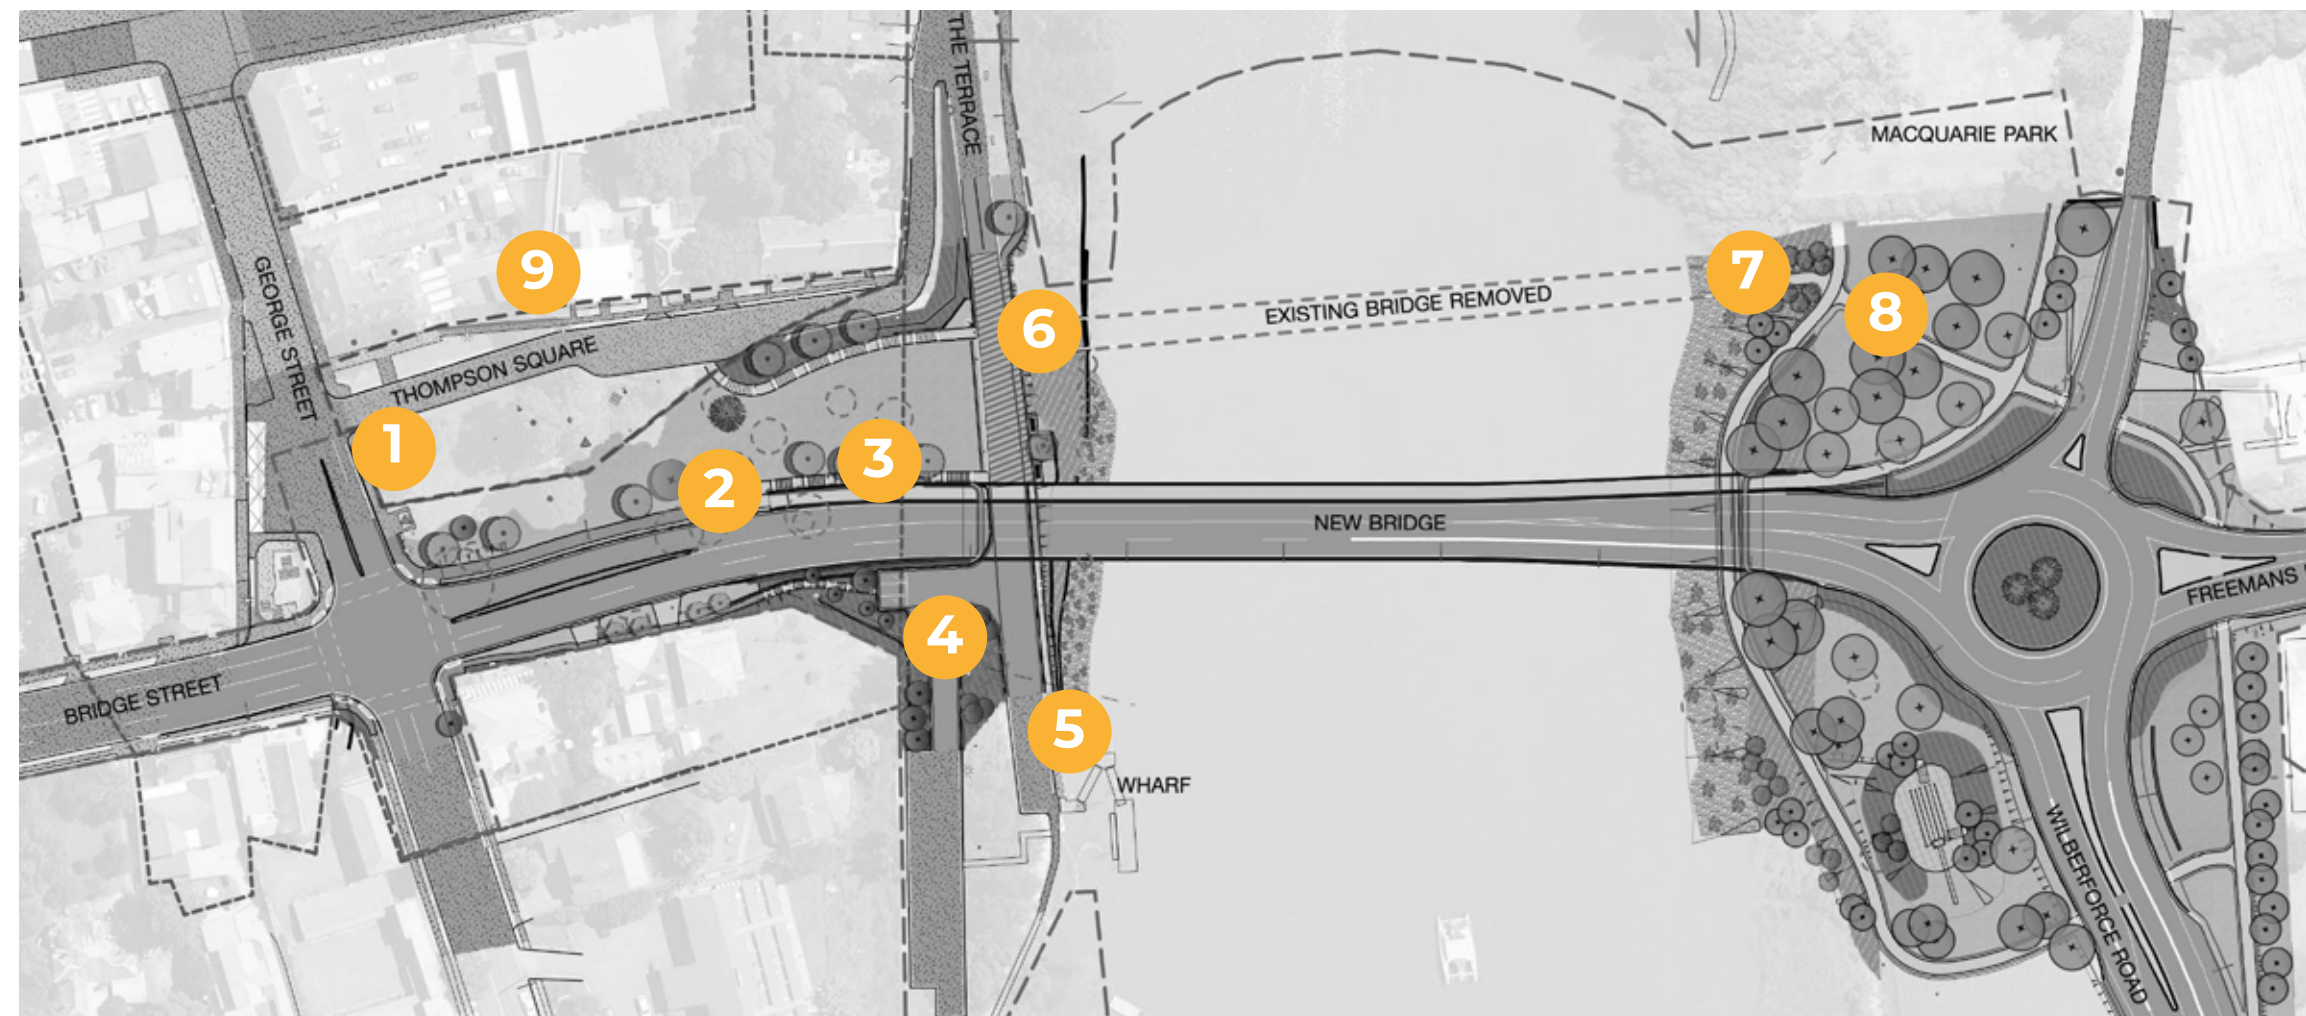 THE TERRACE
MACQUARIE PARK
9
7
GEORGE STREET
EXISTING BRIDGE REMOVED
8
6
THOMPSON SQUARE
1
3
2
NEW BRIDGE
FREEMANS
4
BRIDGE STREET
5
WHARF
WILBERFORCE ROAD